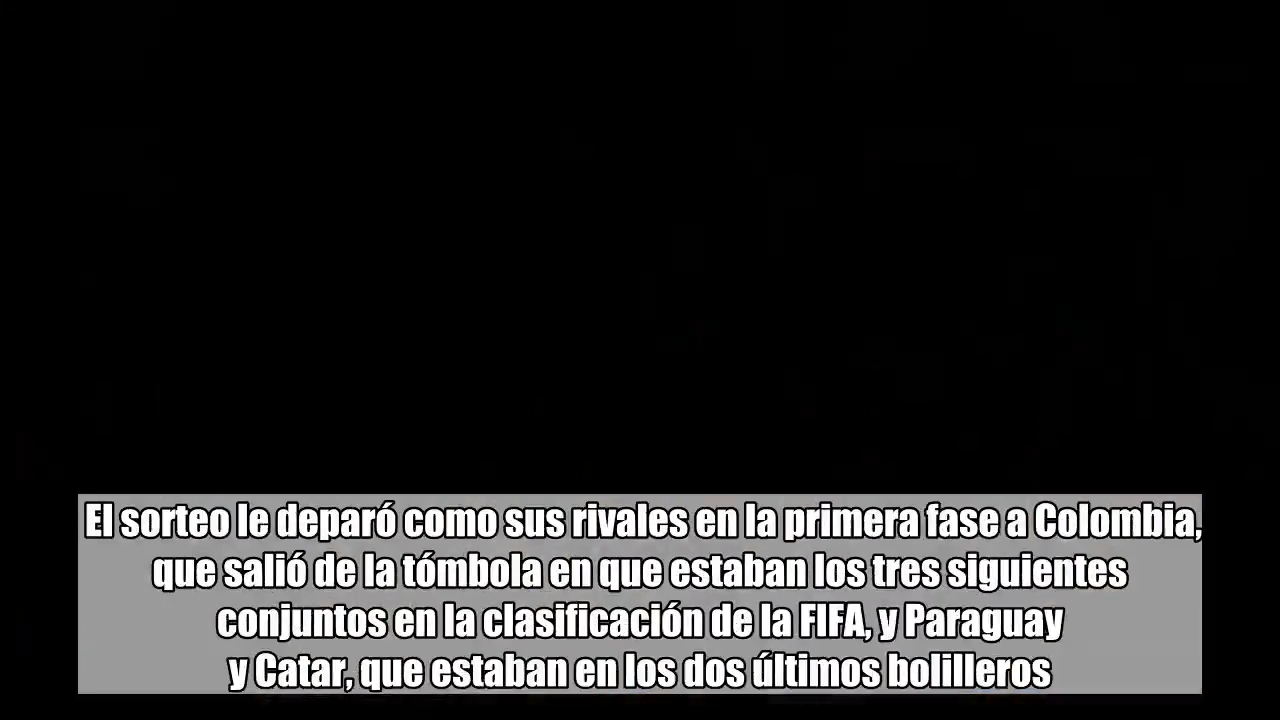 El sorteo le deparó como sus rivales en la primera fase a Colombia,
que salió de la tómbola en que estaban los tres siguientes
conjuntos en la clasificación de la FIFA, y Paraguay
y Catar, que estaban en los dos últimos bolilleros